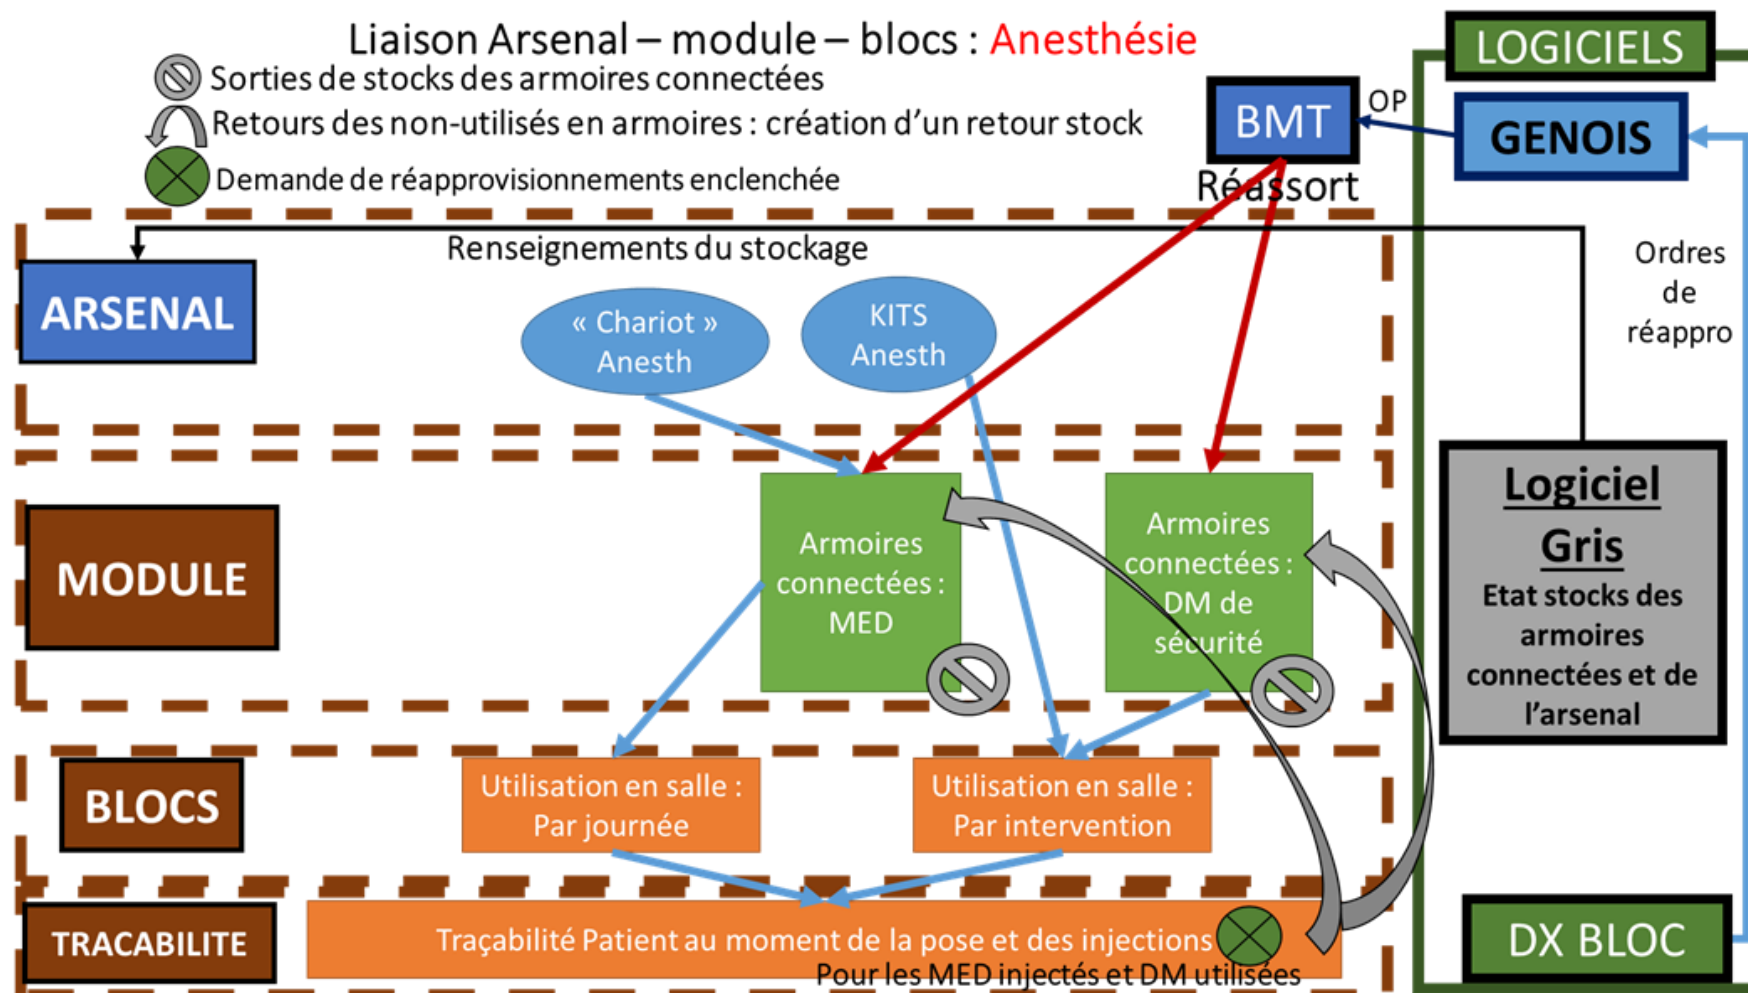 Liaison Arsenal – module – blocs : Anesthésie
Sorties de stocks des armoires connectées
Retours des non-utilisés en armoires : création d’un retour stock
Demande de réapprovisionnements enclenchée
LOGICIELS
BMT
OP
GENOIS
Réassort
Renseignements du stockage
Ordres
de
réappro
ARSENAL
« Chariot »
Anesth
KITS
Anesth
MODULE
Armoires
connectées :
MED
Armoires
connectées :
DM de
sécurité
Logiciel
Gris
Etat stocks des
armoires
connectées et de
l’arsenal
BLOCS
Utilisation en salle :
Par journée
Utilisation en salle :
Par intervention
TRACABILITE
Traçabilité Patient au moment de la pose et des injections
Pour les MED injectés et DM utilisées
DX BLOC